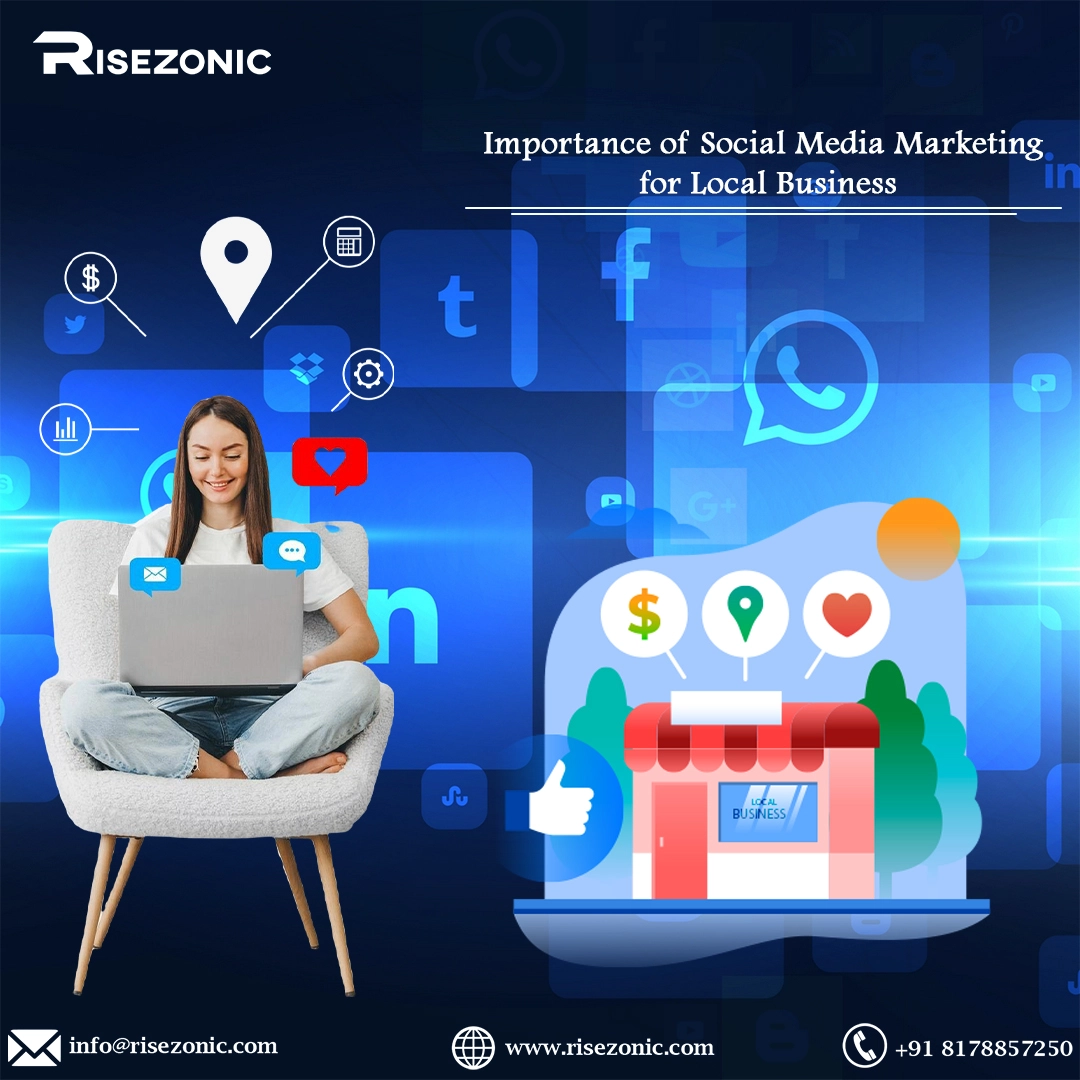 RISEZONIC
Importance of Social Media Marketing
for Local Business
LOCAL
BUSINESS
info@risezonic.com
www.risezonic.com
+91 8178857250